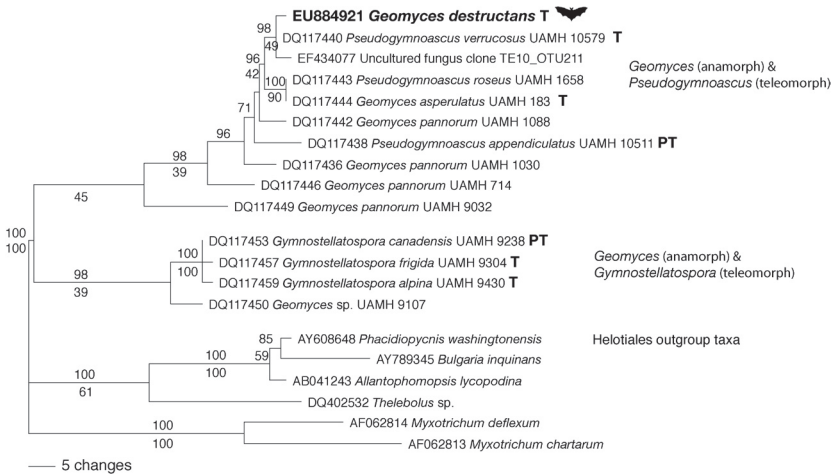 EU884921 Geomyces destructans T
98
DQ117440 Pseudogymnoascus verrucosus UAMH 10579 T
49
EF434077 Uncultured fungus clone TE10_OTU211
96
42
Geomyces (anamorph) &
Pseudogymnoascus (teleomorph)
100
DQ117443 Pseudogymnoascus roseus UAMH 1658
90
DQ117444 Geomyces asperulatus UAMH 183 T
71
DQ117442 Geomyces pannorum UAMH 1088
96
DQ117438 Pseudogymnoascus appendiculatus UAMH 10511 PT
98
39
DQ117436 Geomyces pannorum UAMH 1030
DQ117446 Geomyces pannorum UAMH 714
45
DQ117449 Geomyces pannorum UAMH 9032
100
100
DQ117453 Gymnostellatospora canadensis UAMH 9238 PT
100
100
DQ117457 Gymnostellatospora frigida UAMH 9304 T
Geomyces (anamorph) &
Gymnostellatospora (teleomorph)
98
39
DQ117459 Gymnostellatospora alpina UAMH 9430 T
DQ117450 Geomyces sp. UAMH 9107
85
AY608648 Phacidiopycnis washingtonensis
Helotiales outgroup taxa
59
AY789345 Bulgaria inquinans
100
100
AB041243 Allantophomopsis lycopodina
100
61
DQ402532 Thelebolus sp.
100
100
AF062814 Myxotrichum deflexum
AF062813 Myxotrichum chartarum
5 changes